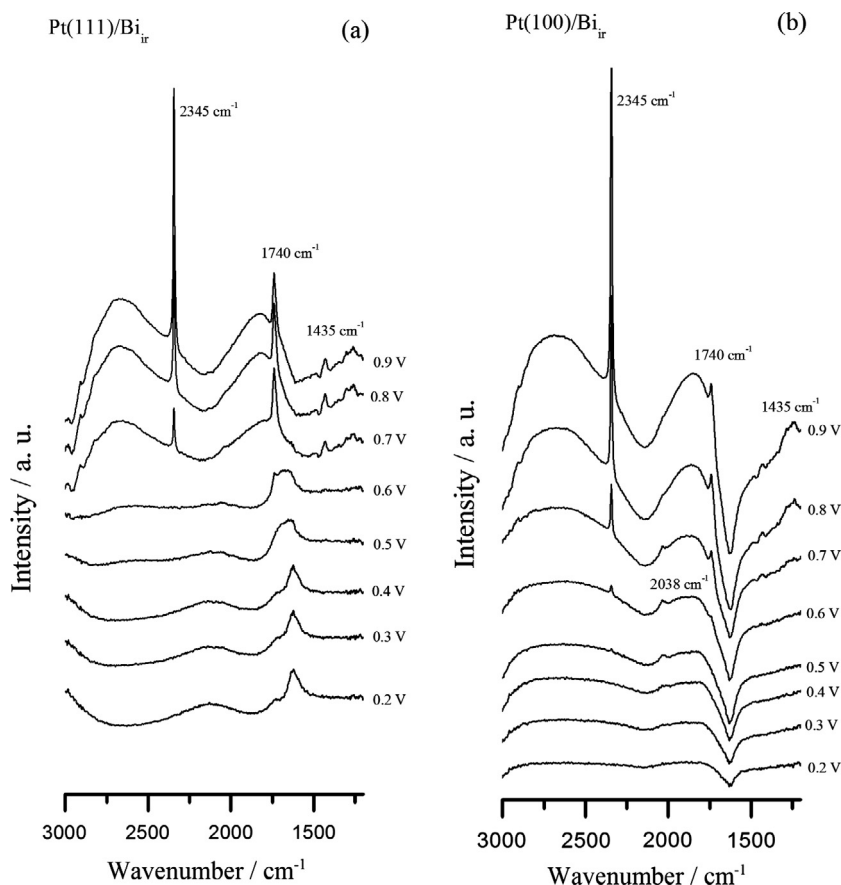 Pt(111)/Bi_ir
(a)
2345 cm⁻¹
1740 cm⁻¹
1435 cm⁻¹
0.9 V
0.8 V
0.7 V
0.6 V
0.5 V
0.4 V
0.3 V
0.2 V
Intensity / a. u.
3000 2500 2000 1500
Wavenumber / cm⁻¹
Pt(100)/Bi_ir
(b)
2345 cm⁻¹
1740 cm⁻¹
1435 cm⁻¹
0.9 V
0.8 V
0.7 V
2038 cm⁻¹
0.6 V
0.5 V
0.4 V
0.3 V
0.2 V
Intensity / a. u.
3000 2500 2000 1500
Wavenumber / cm⁻¹